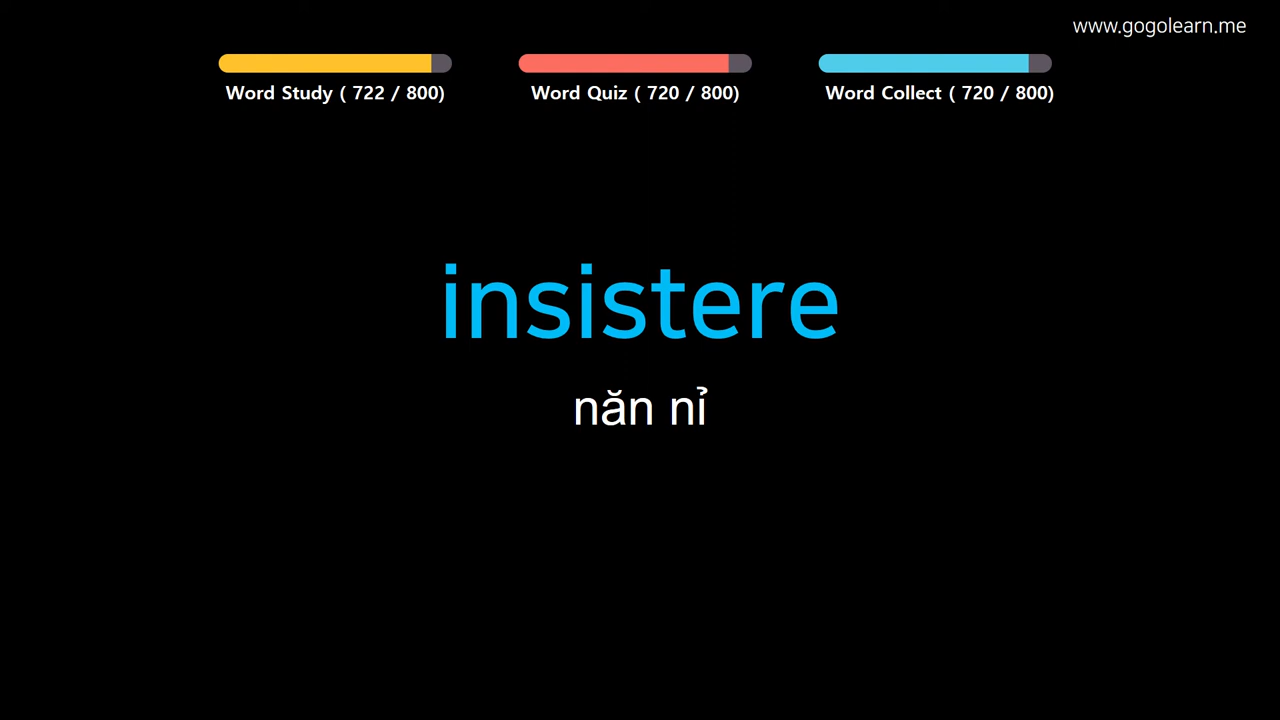 www.gogolearn.me
Word Study ( 722 / 800)
Word Quiz ( 720 / 800)
Word Collect ( 720 / 800)
insistere
năn nỉ